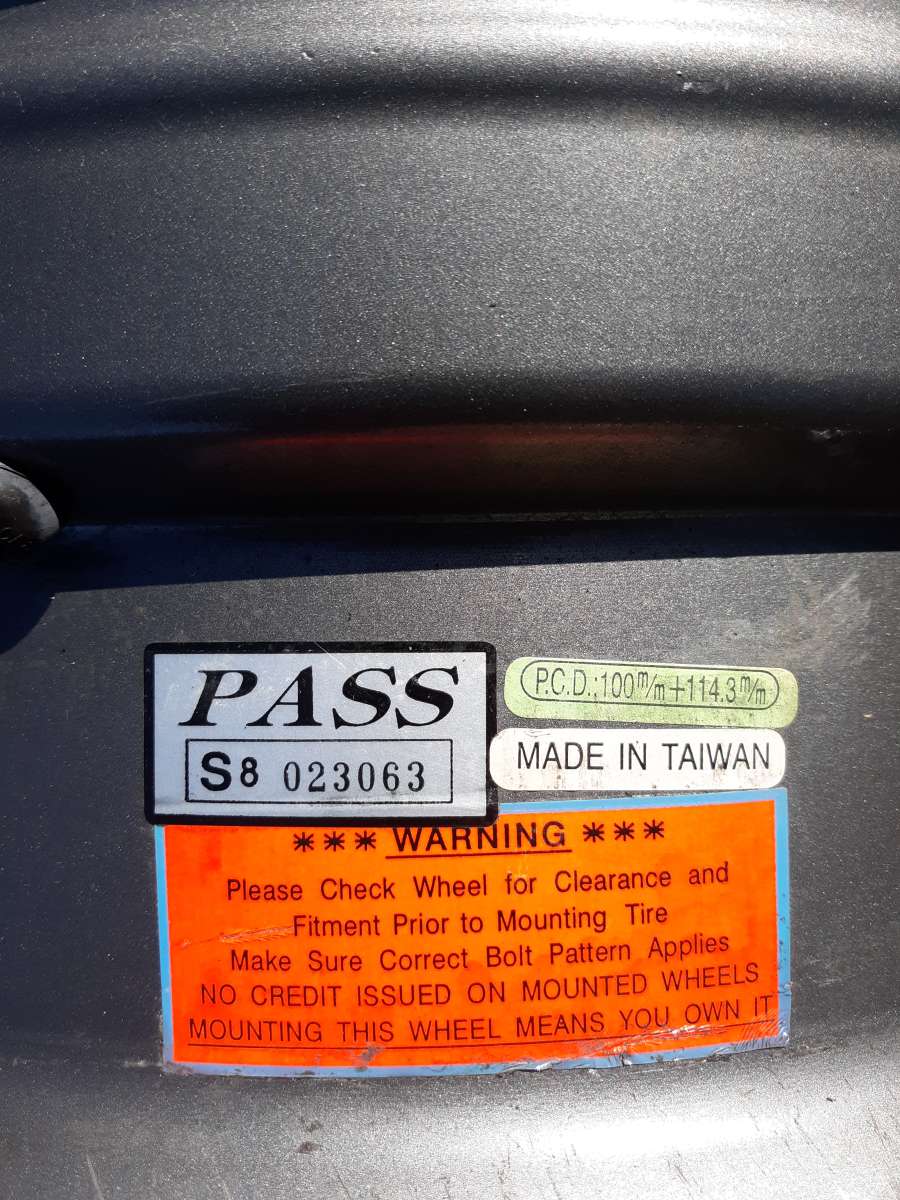 PASS
S8 023063
P.C.D.:100m/m+114.3m/m
MADE IN TAIWAN
*** WARNING ***
Please Check Wheel for Clearance and
Fitment Prior to Mounting Tire
Make Sure Correct Bolt Pattern Applies
NO CREDIT ISSUED ON MOUNTED WHEELS
MOUNTING THIS WHEEL MEANS YOU OWN IT